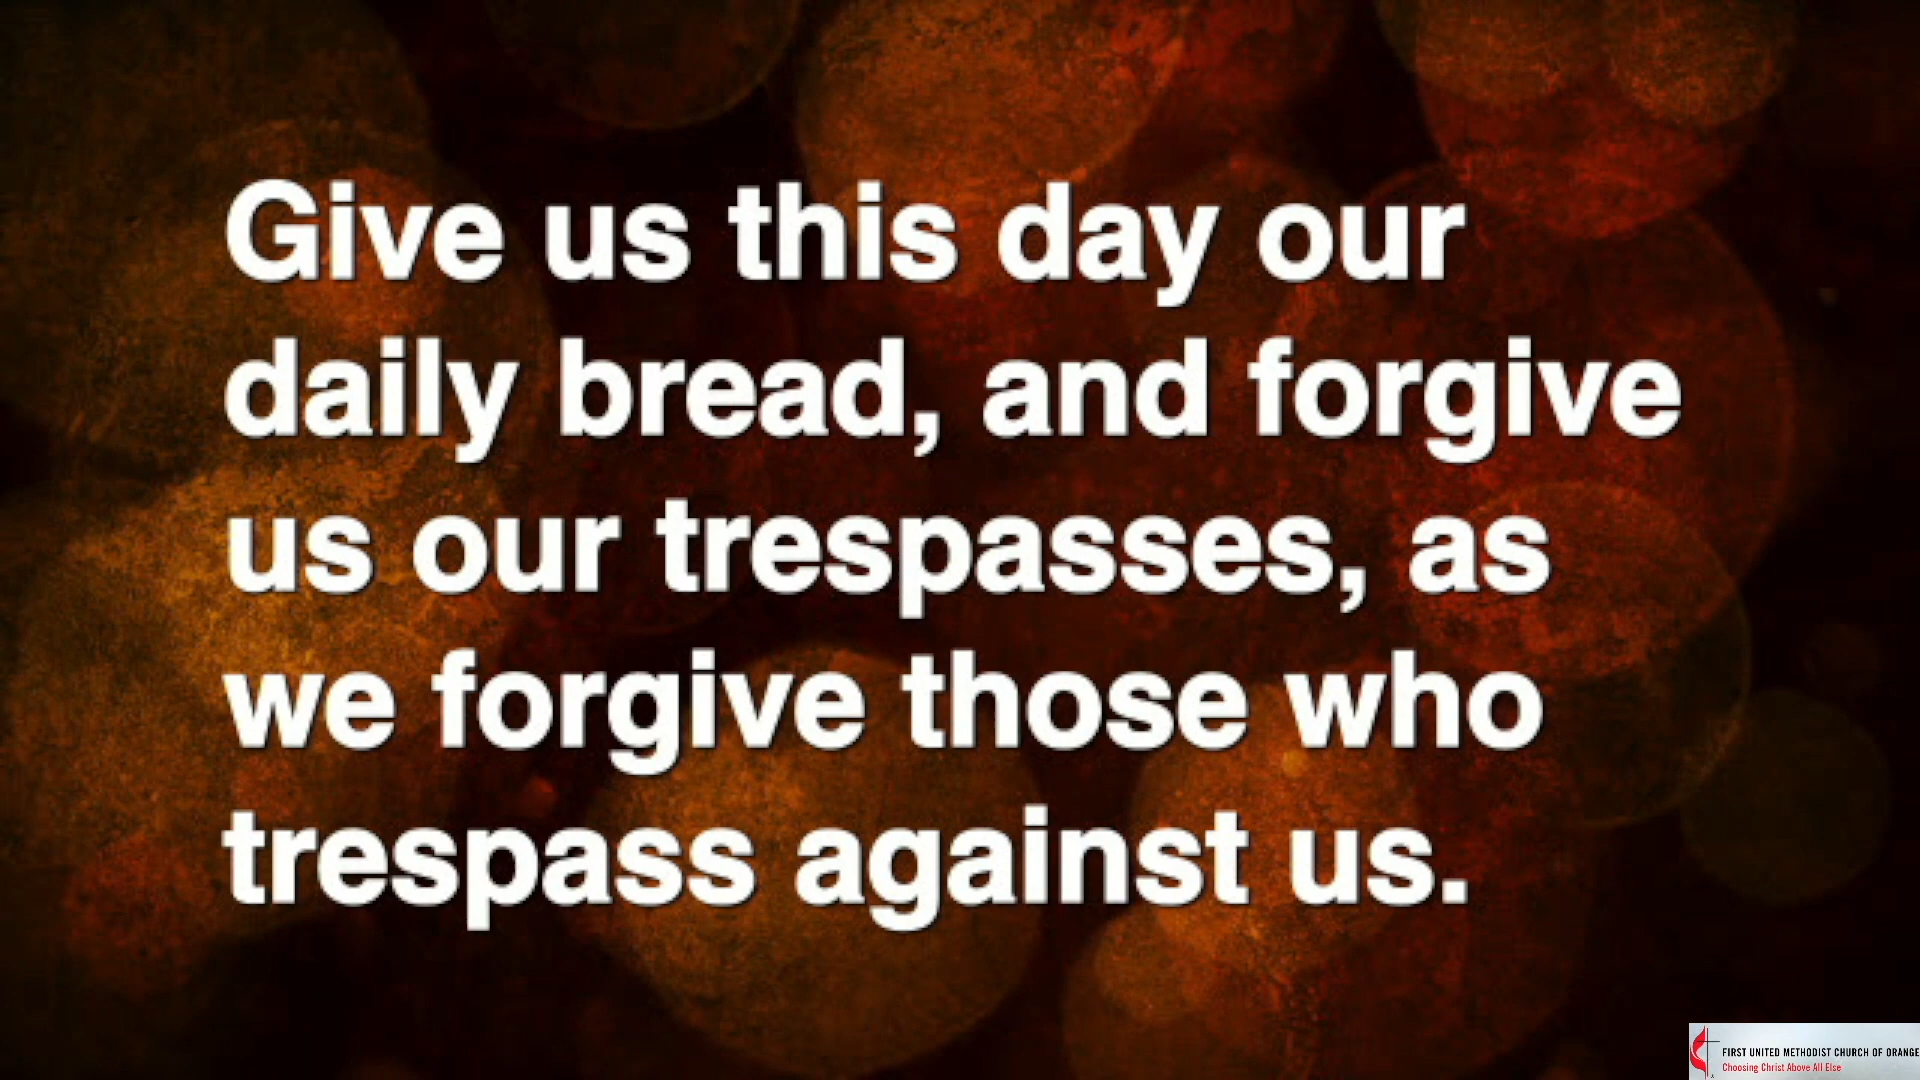 Give us this day our
daily bread, and forgive
us our trespasses, as
we forgive those who
trespass against us.
FIRST UNITED METHODIST CHURCH OF ORANGE
Choosing Christ Above All Else